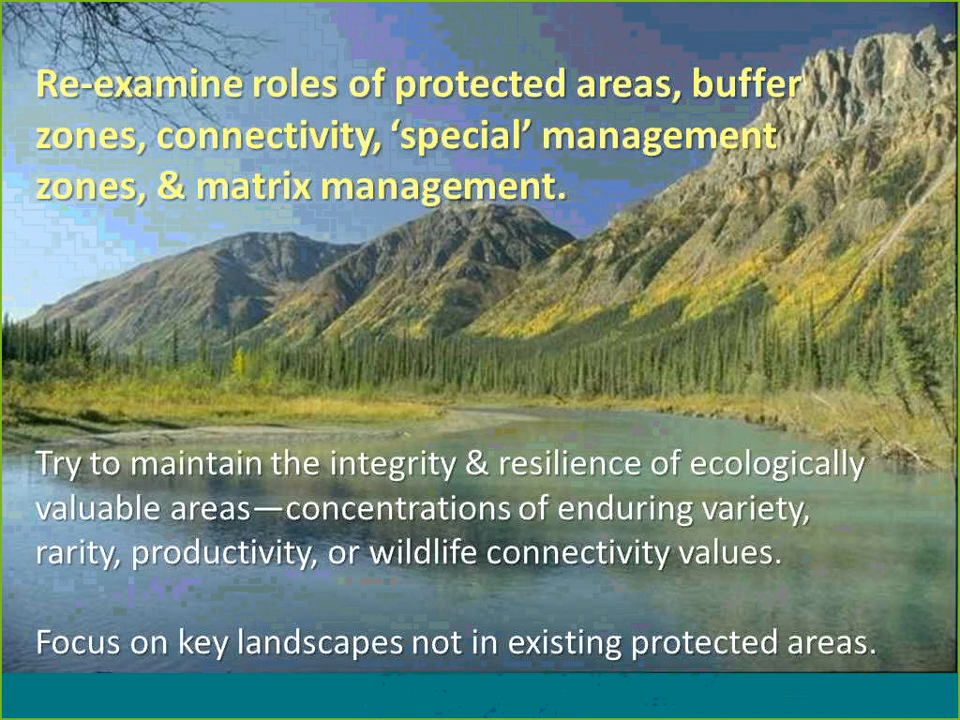 Re-examine roles of protected areas, buffer
zones, connectivity, ‘special’ management
zones, & matrix management.
Try to maintain the integrity & resilience of ecologically
valuable areas—concentrations of enduring variety,
rarity, productivity, or wildlife connectivity values.
Focus on key landscapes not in existing protected areas.